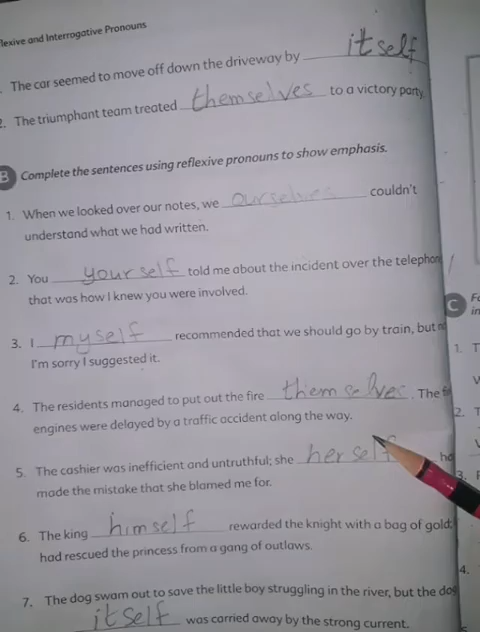 flexive and Interrogative Pronouns
The car seemed to move off down the driveway by itself
2. The triumphant team treated themselves to a victory party.
B Complete the sentences using reflexive pronouns to show emphasis.
1. When we looked over our notes, we ourselves couldn't
understand what we had written.
2. You yourself told me about the incident over the telephone
that was how I knew you were involved.
3. I myself recommended that we should go by train, but
I'm sorry I suggested it.
4. The residents managed to put out the fire themselves. The
engines were delayed by a traffic accident along the way.
5. The cashier was inefficient and untruthful; she herself ha
made the mistake that she blamed me for.
6. The king himself rewarded the knight with a bag of gold;
had rescued the princess from a gang of outlaws.
7. The dog swam out to save the little boy struggling in the river, but the dog
itself was carried away by the strong current.
C
1.
2.
3.
4.